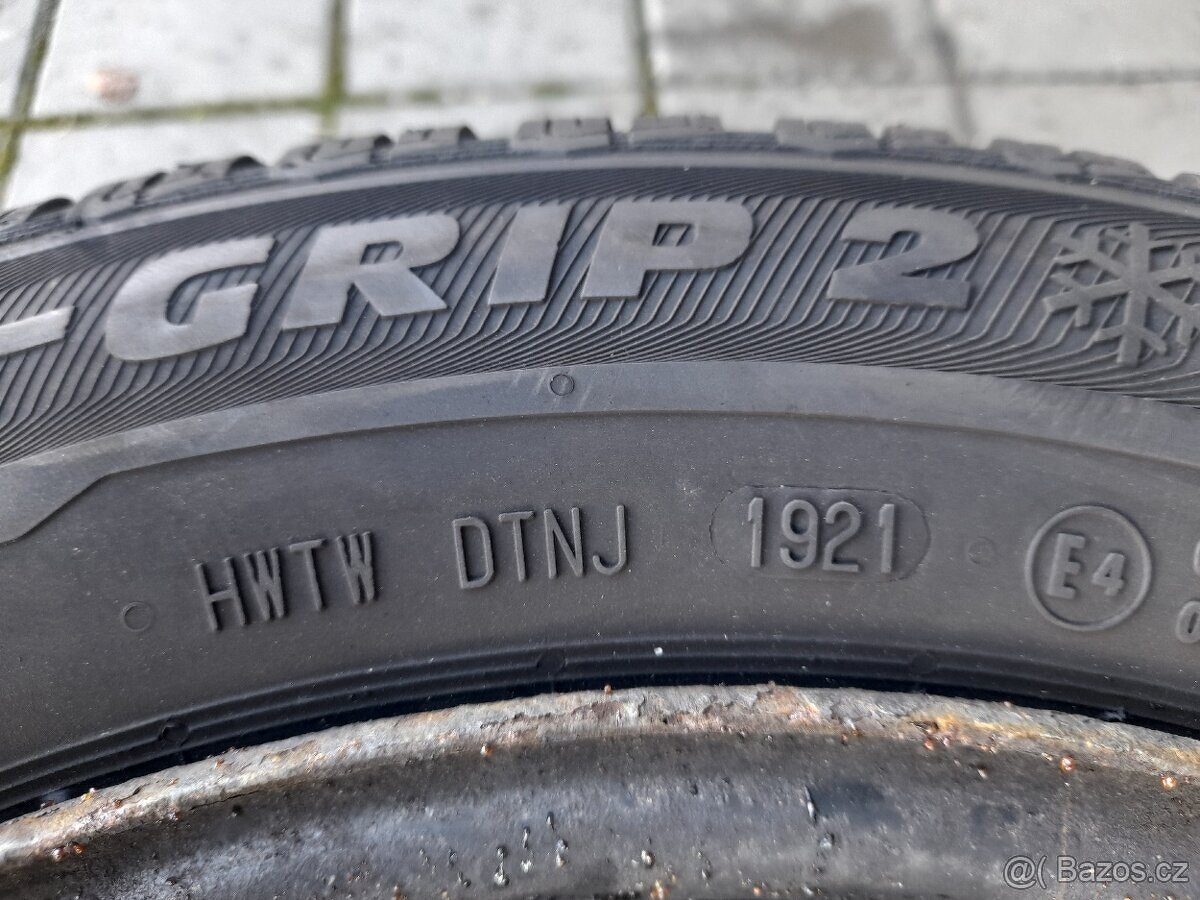 -GRIP 2
HWTW DTNJ 1921 E4
@( Bazos.cz